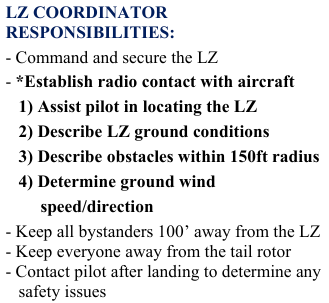 LZ COORDINATOR
RESPONSIBILITIES:
- Command and secure the LZ
- *Establish radio contact with aircraft
1) Assist pilot in locating the LZ
2) Describe LZ ground conditions
3) Describe obstacles within 150ft radius
4) Determine ground wind
speed/direction
- Keep all bystanders 100’ away from the LZ
- Keep everyone away from the tail rotor
- Contact pilot after landing to determine any
safety issues